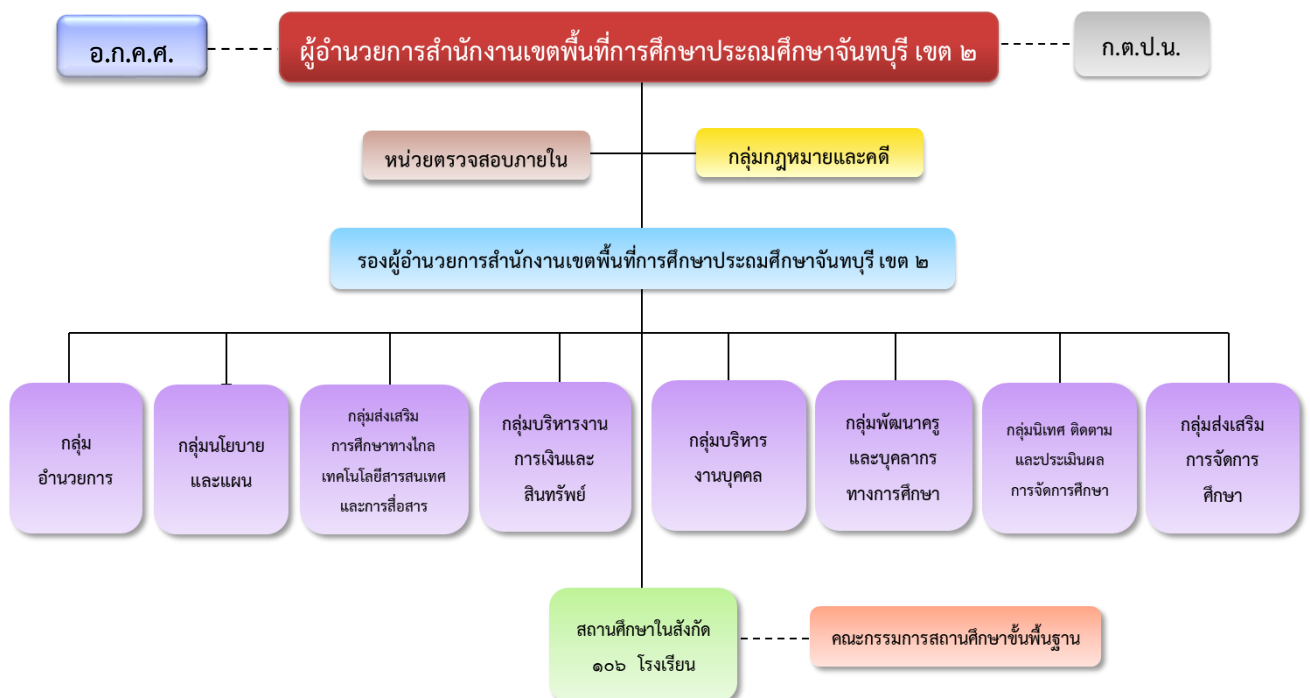 อ.ก.ค.ศ.
ผู้อำนวยการสำนักงานเขตพื้นที่การศึกษาประถมศึกษาจันทบุรี เขต ๒
ก.ต.ป.น.
หน่วยตรวจสอบภายใน
กลุ่มกฎหมายและคดี
รองผู้อำนวยการสำนักงานเขตพื้นที่การศึกษาประถมศึกษาจันทบุรี เขต ๒
กลุ่ม
อำนวยการ
กลุ่มนโยบาย
และแผน
กลุ่มส่งเสริม
การศึกษาทางไกล
เทคโนโลยีสารสนเทศ
และการสื่อสาร
กลุ่มบริหารงาน
การเงินและ
สินทรัพย์
กลุ่มบริหาร
งานบุคคล
กลุ่มพัฒนาครู
และบุคลากร
ทางการศึกษา
กลุ่มนิเทศ ติดตาม
และประเมินผล
การจัดการศึกษา
กลุ่มส่งเสริม
การจัดการ
ศึกษา
สถานศึกษาในสังกัด
๑๐๖ โรงเรียน
คณะกรรมการสถานศึกษาขั้นพื้นฐาน